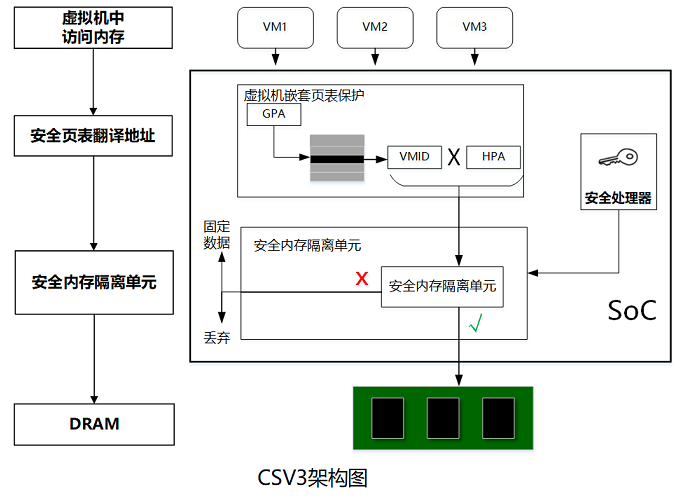 虚拟机中
访问内存
安全页表翻译地址
安全内存隔离单元
DRAM
VM1
VM2
VM3
虚拟机嵌套页表保护
GPA
VMID
X
HPA
安全处理器
固定
数据
安全内存隔离单元
X
安全内存隔离单元
√
丢弃
SoC
CSV3架构图